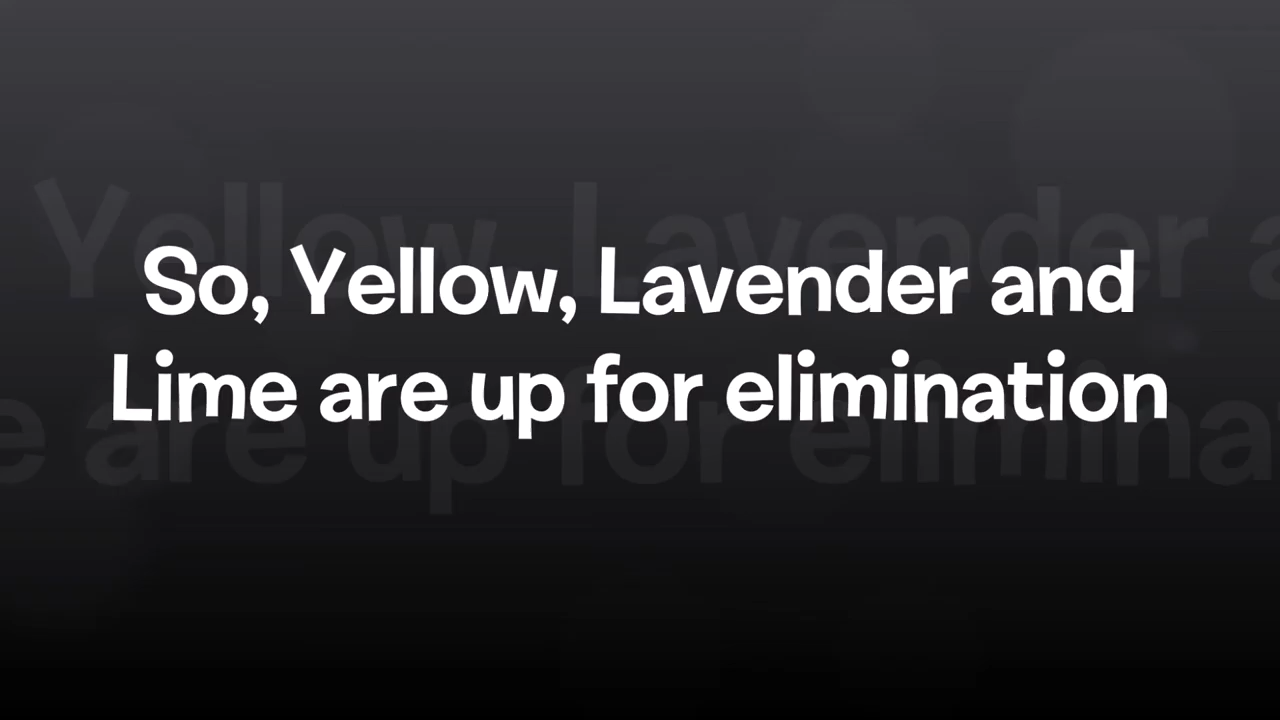 So, Yellow, Lavender and
Lime are up for elimination